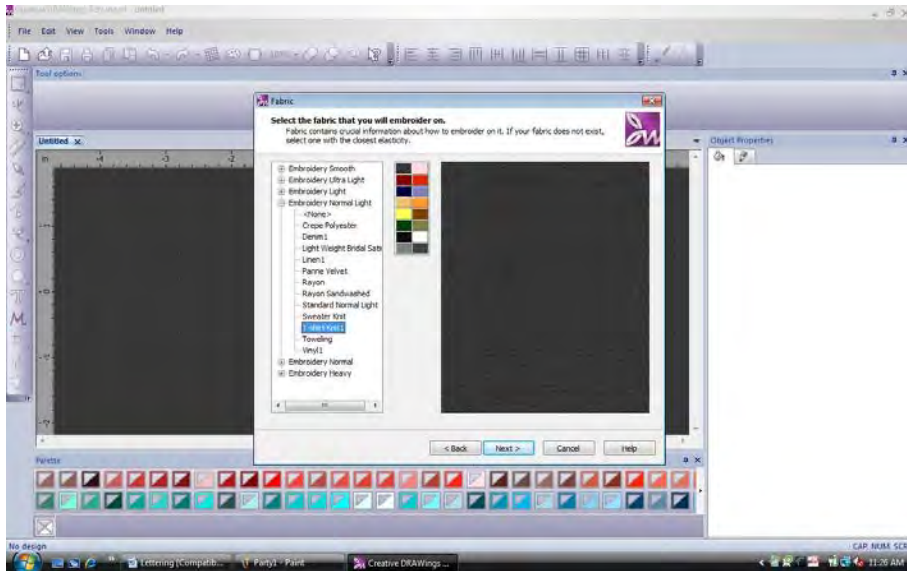 File Edit View Tools Window Help
Tool options
Fabric
Select the fabric that you will embroider on.
Fabric contains crucial information about how to embroider on it. If your fabric does not exist,
select one with the closest elasticity.
Untitled
Object Properties
in -4 -3 -2
Embroidery Smooth
Embroidery Ultra Light
Embroidery Light
Embroidery Normal Light
<None>
Crepe Polyester
Denim1
Light Weight Bridal Sati
Linen1
Panne Velvet
Rayon
Rayon Sandwashed
Standard Normal Light
Sweater Knit
T-shirt Knit1
Toweling
Vinyl1
Embroidery Normal
Embroidery Heavy
< Back Next > Cancel Help
Palette
No design
CAP NUM SCR
Lettering (Compatib... Party1 - Paint Creative DRAWings ... 11:26 AM